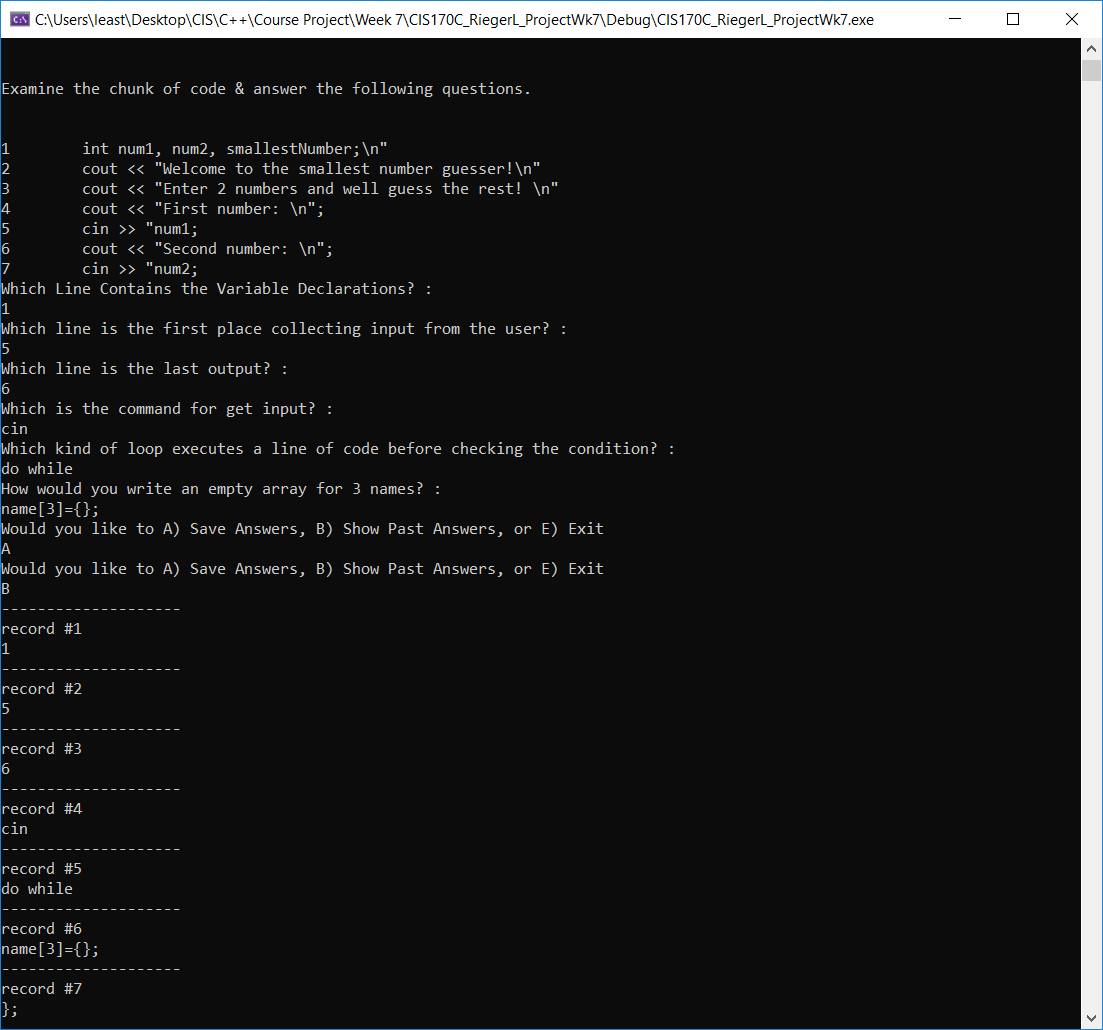 C:\Users\least\Desktop\CIS\C++\Course Project\Week 7\CIS170C_RiegerL_ProjectWk7\Debug\CIS170C_RiegerL_ProjectWk7.exe
Examine the chunk of code & answer the following questions.
1 int num1, num2, smallestNumber;\n"
2 cout << "Welcome to the smallest number guesser!\n"
3 cout << "Enter 2 numbers and well guess the rest! \n"
4 cout << "First number: \n";
5 cin >> "num1;
6 cout << "Second number: \n";
7 cin >> "num2;
Which Line Contains the Variable Declarations? :
1
Which line is the first place collecting input from the user? :
5
Which line is the last output? :
6
Which is the command for get input? :
cin
Which kind of loop executes a line of code before checking the condition? :
do while
How would you write an empty array for 3 names? :
name[3]={};
Would you like to A) Save Answers, B) Show Past Answers, or E) Exit
A
Would you like to A) Save Answers, B) Show Past Answers, or E) Exit
B
--------------------
record #1
1
--------------------
record #2
5
--------------------
record #3
6
--------------------
record #4
cin
--------------------
record #5
do while
--------------------
record #6
name[3]={};
--------------------
record #7
};